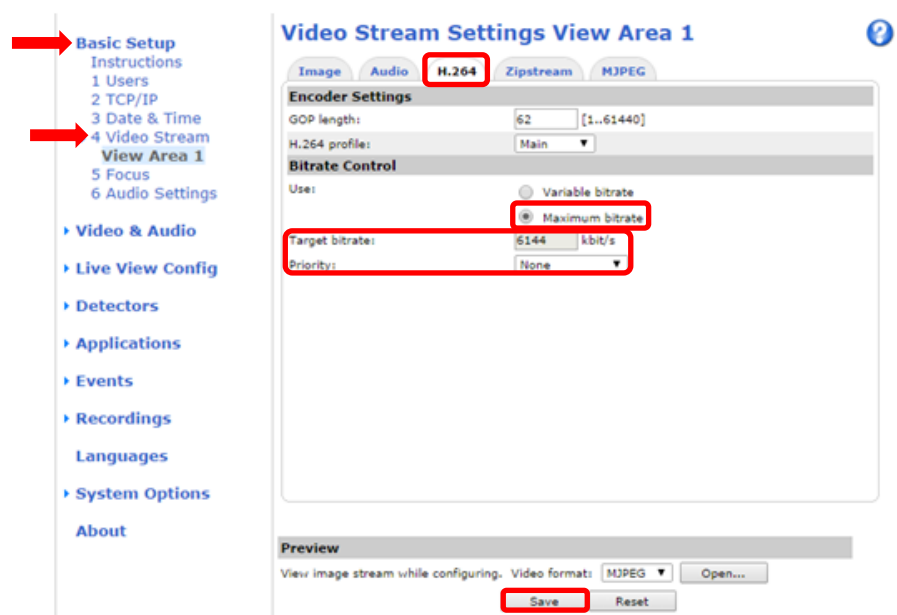 Basic Setup
Instructions
1 Users
2 TCP/IP
3 Date & Time
4 Video Stream
View Area 1
5 Focus
6 Audio Settings
Video & Audio
Live View Config
Detectors
Applications
Events
Recordings
Languages
System Options
About
Video Stream Settings View Area 1
?
Image Audio H.264 Zipstream MJPEG
Encoder Settings
GOP length: 62 [1..61440]
H.264 profile: Main
Bitrate Control
Use: Variable bitrate
Maximum bitrate
Target bitrate: 6144 kbit/s
Priority: None
Preview
View image stream while configuring. Video format: MJPEG Open...
Save Reset